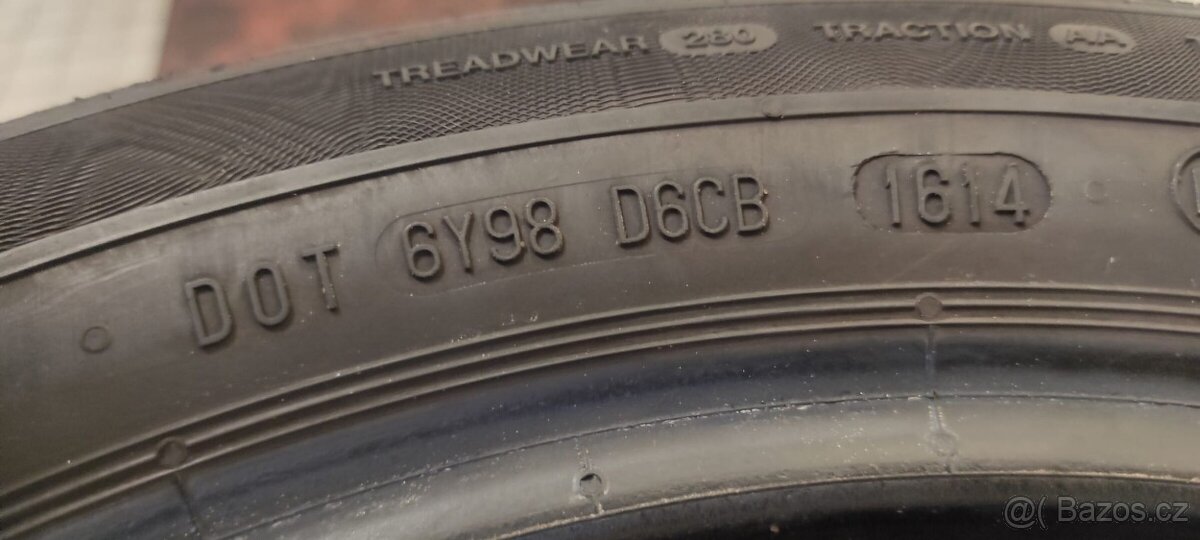 TREADWEAR 280 TRACTION AA
DOT 6Y98 D6CB 1614
@( Bazos.cz